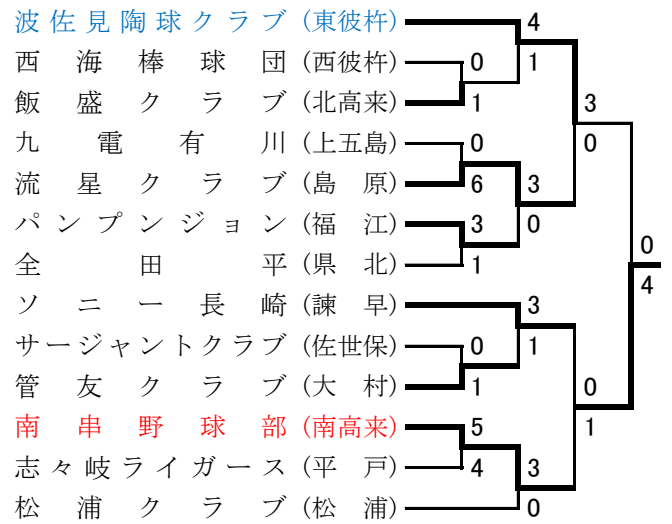 波佐見陶球クラブ(東彼杵) 4
西海棒球団(西彼杵) 0 1
飯盛クラブ(北高来) 1 3
九電有川(上五島) 0 0
流星クラブ(島原) 6 3
パンプンジョン(福江) 3 0
全田平(県北) 1 0
ソニー長崎(諫早) 3 4
サージャントクラブ(佐世保) 0 1
管友クラブ(大村) 1 0
南串野球部(南高来) 5 1
志々岐ライガース(平戸) 4 3
松浦クラブ(松浦) 0